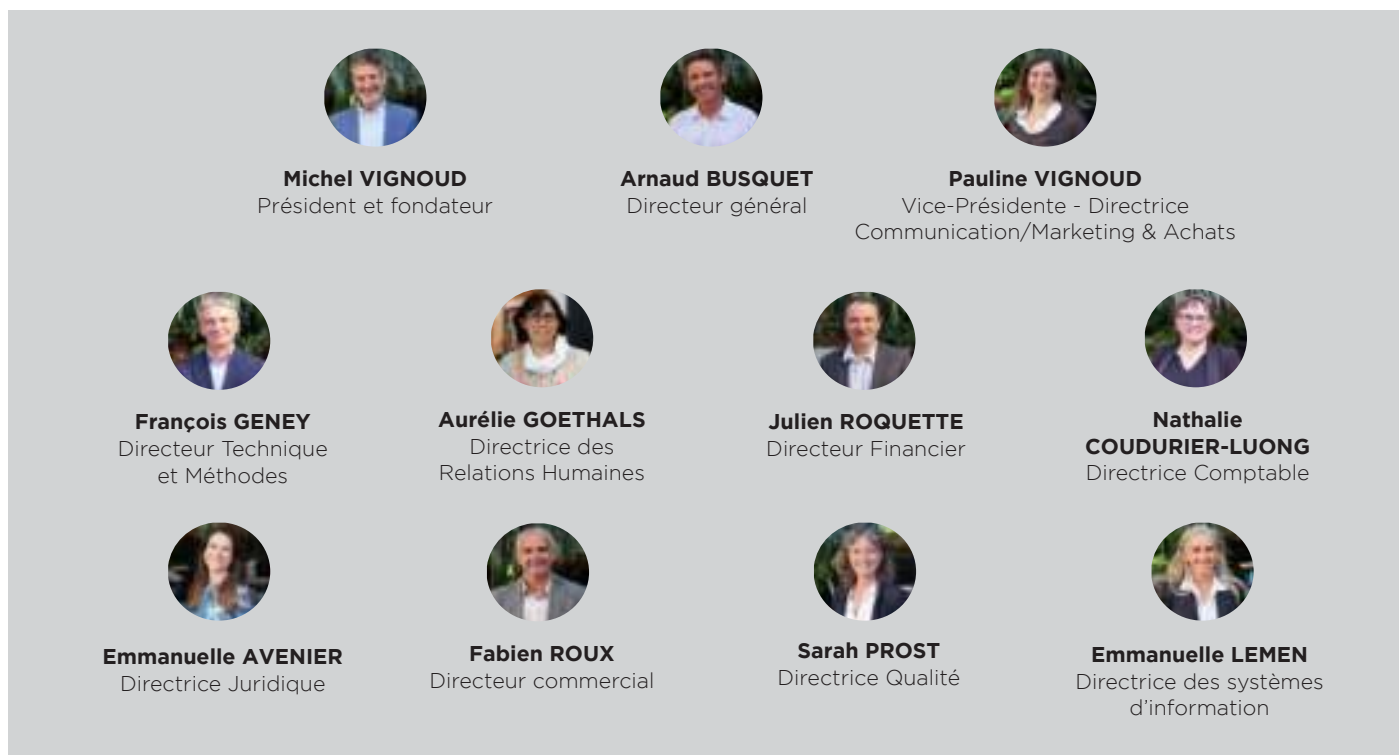 Michel VIGNOUD
Président et fondateur
Arnaud BUSQUET
Directeur général
Pauline VIGNOUD
Vice-Présidente - Directrice
Communication/Marketing & Achats
François GENEY
Directeur Technique
et Méthodes
Aurélie GOETHALS
Directrice des
Relations Humaines
Julien ROQUETTE
Directeur Financier
Nathalie
COUDURIER-LUONG
Directrice Comptable
Emmanuelle AVENIER
Directrice Juridique
Fabien ROUX
Directeur commercial
Sarah PROST
Directrice Qualité
Emmanuelle LEMEN
Directrice des systèmes
d'information